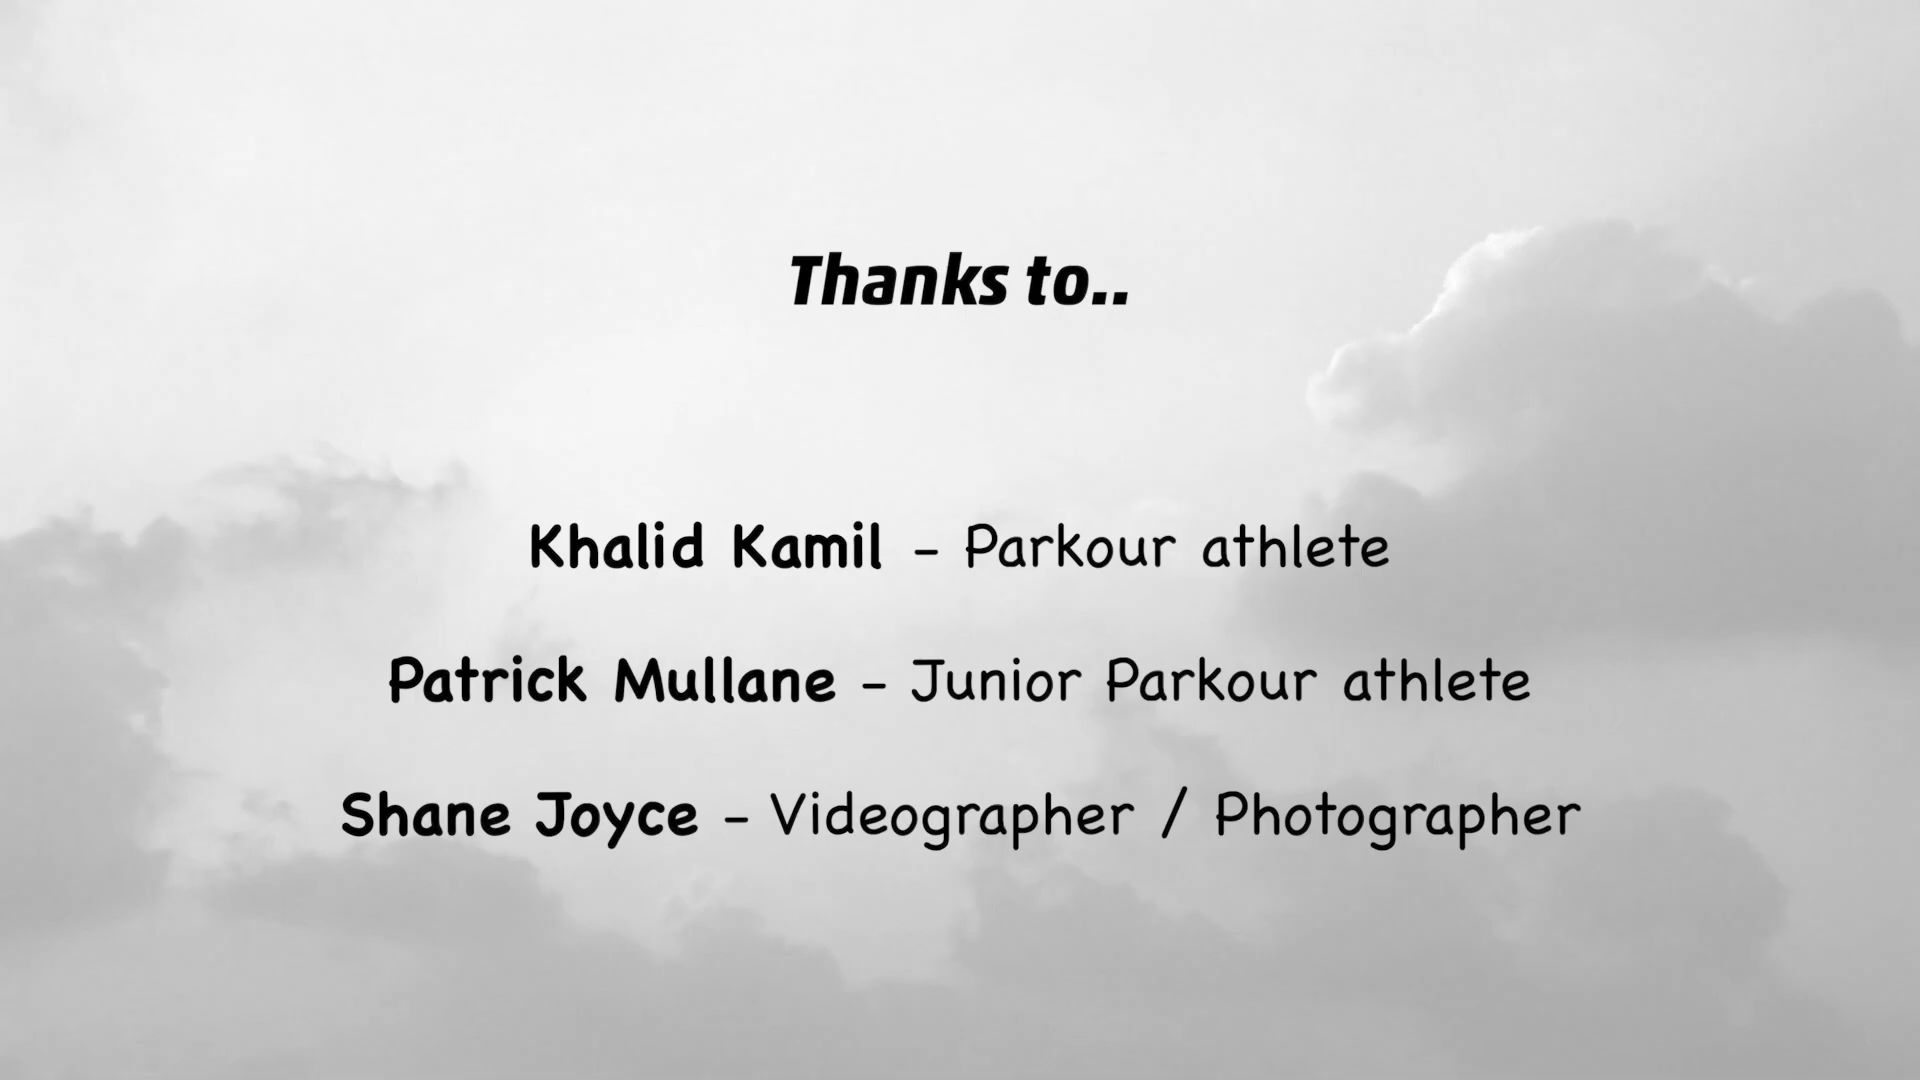 Thanks to..
Khalid Kamil - Parkour athlete
Patrick Mullane - Junior Parkour athlete
Shane Joyce - Videographer / Photographer